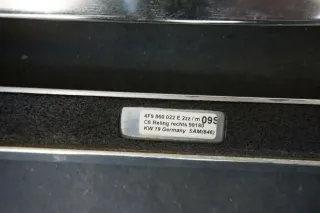 4F9 860 022 E 2zz / m 09S
C6 Reling rechts 90180
KW 19 Germany SAM(846)